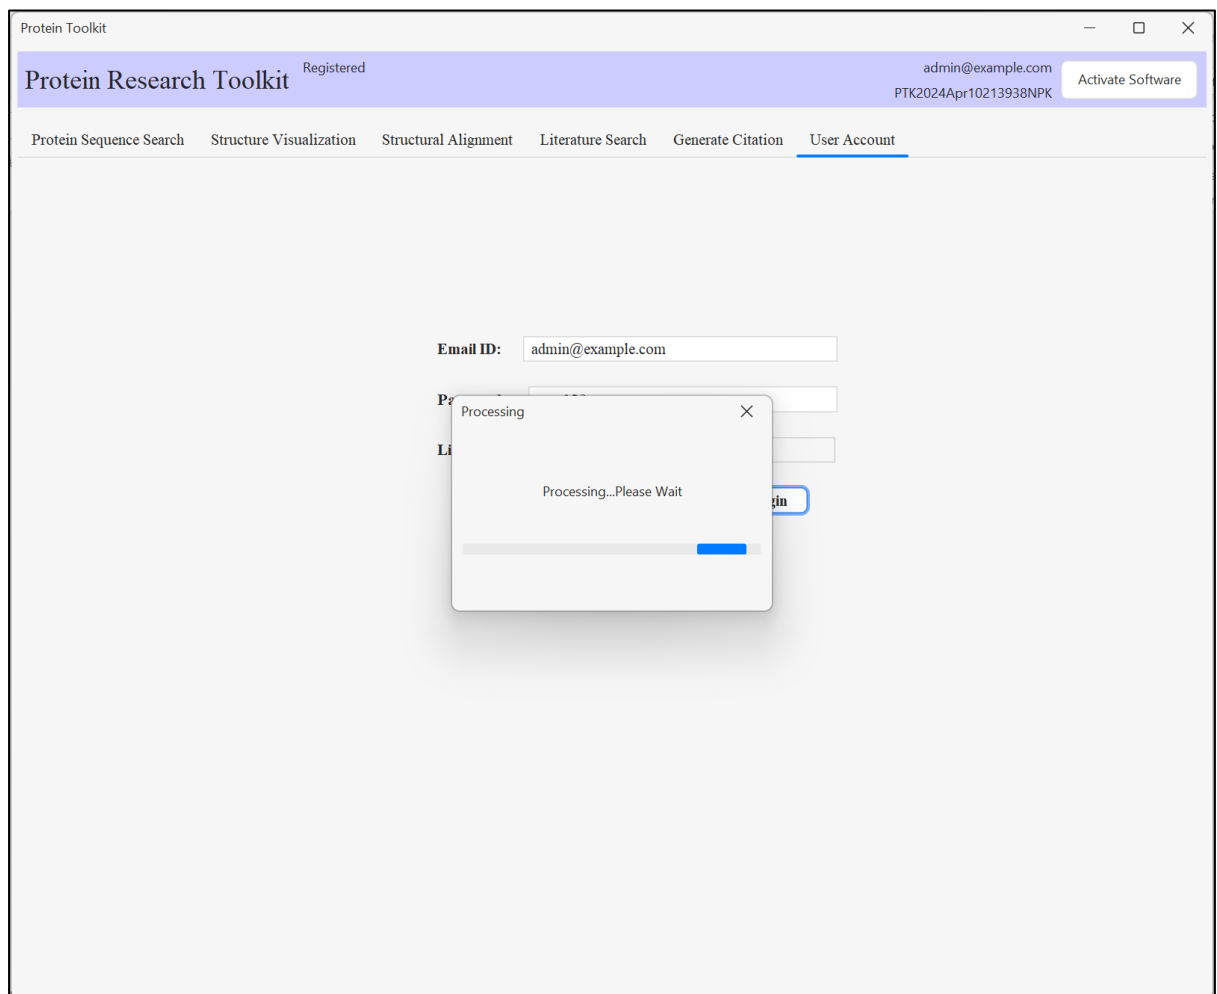 Protein Toolkit
Protein Research Toolkit
Registered
admin@example.com
PTK2024Apr10213938NPK
Activate Software
Protein Sequence Search Structure Visualization Structural Alignment Literature Search Generate Citation User Account
Email ID: admin@example.com
Processing
Processing...Please Wait